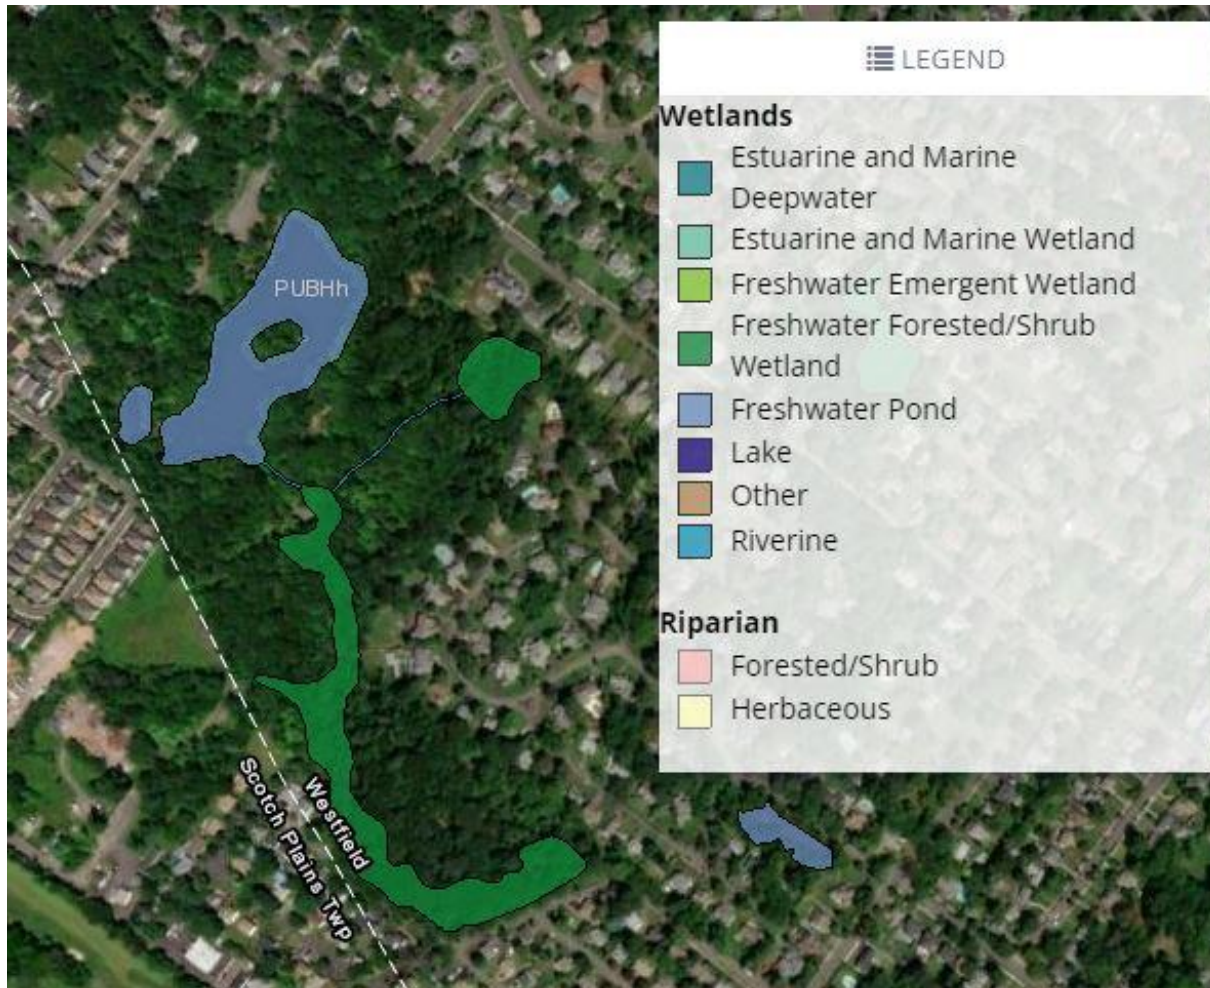 LEGEND
Wetlands
Estuarine and Marine
Deepwater
Estuarine and Marine Wetland
Freshwater Emergent Wetland
Freshwater Forested/Shrub
Wetland
Freshwater Pond
Lake
Other
Riverine
Riparian
Forested/Shrub
Herbaceous
PUBHh
Westfield
Scotch Plains Twp